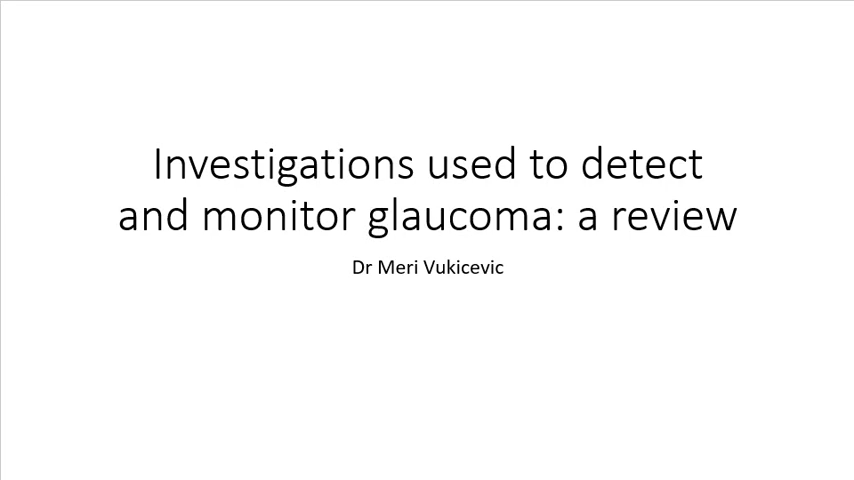 Investigations used to detect
and monitor glaucoma: a review
Dr Meri Vukicevic